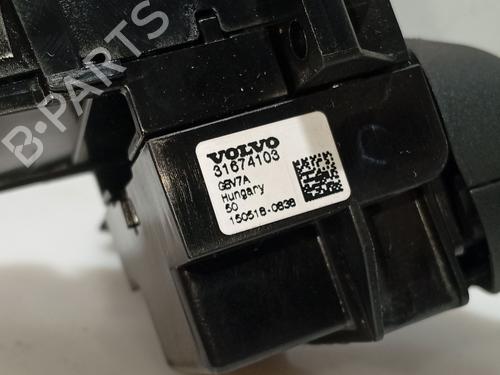 B-PARTS
VOLVO
31674103
GBV7A
Hungary
50
150518-0838